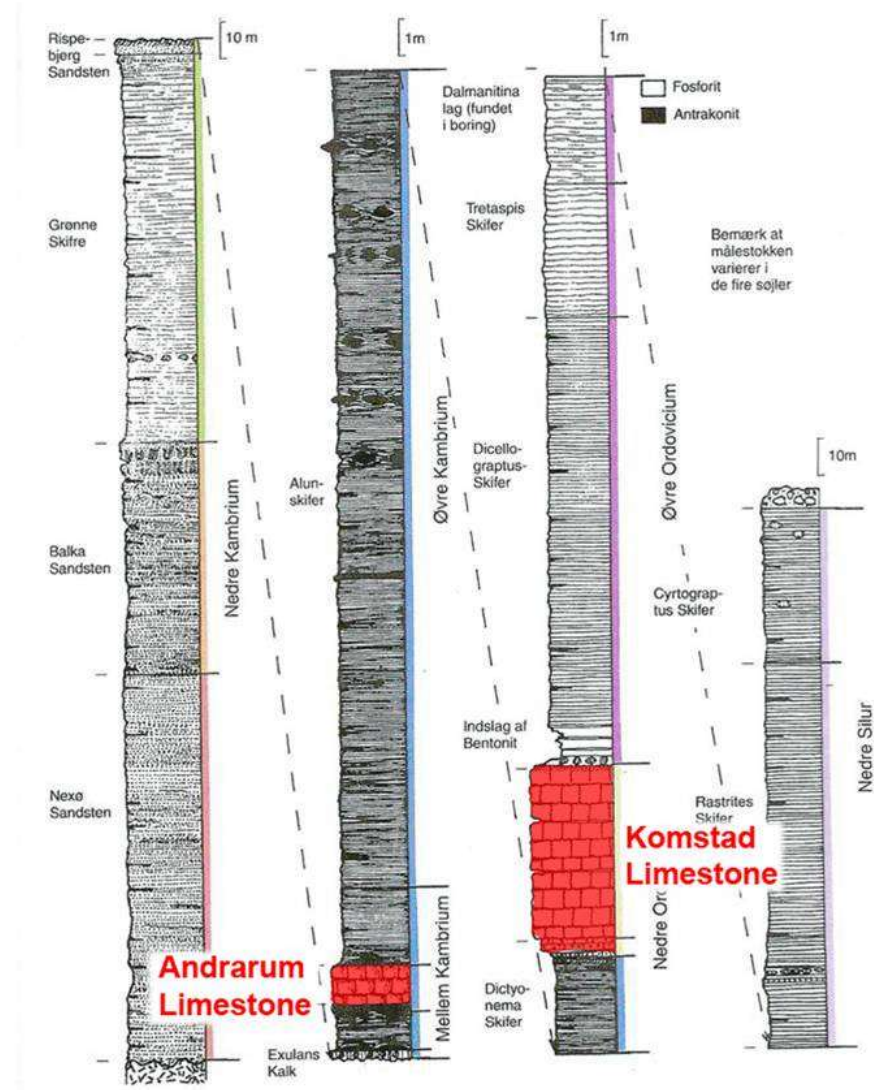 Rispe-
bjerg
Sandsten
10 m
Grønne
Skifre
Balka
Sandsten
Nexø
Sandsten
Nedre Kambrium
1m
Alun-
skifer
Øvre Kambrium
Mellem Kambrium
Andrarum
Limestone
Exulans
Kalk
1m
Dalmanitina
lag (fundet
i boring)
Tretaspis
Skifer
Dicello-
graptus-
Skifer
Indslag af
Bentonit
Dictyo-
nema
Skifer
Øvre Ordovicium
Nedre
Komstad
Limestone
Fosforit
Antrakonit
Bemærk at
målestokken
varierer i
de fire søjler
10m
Cyrtograp-
tus Skifer
Rastrites
Skifer
Nedre Silur